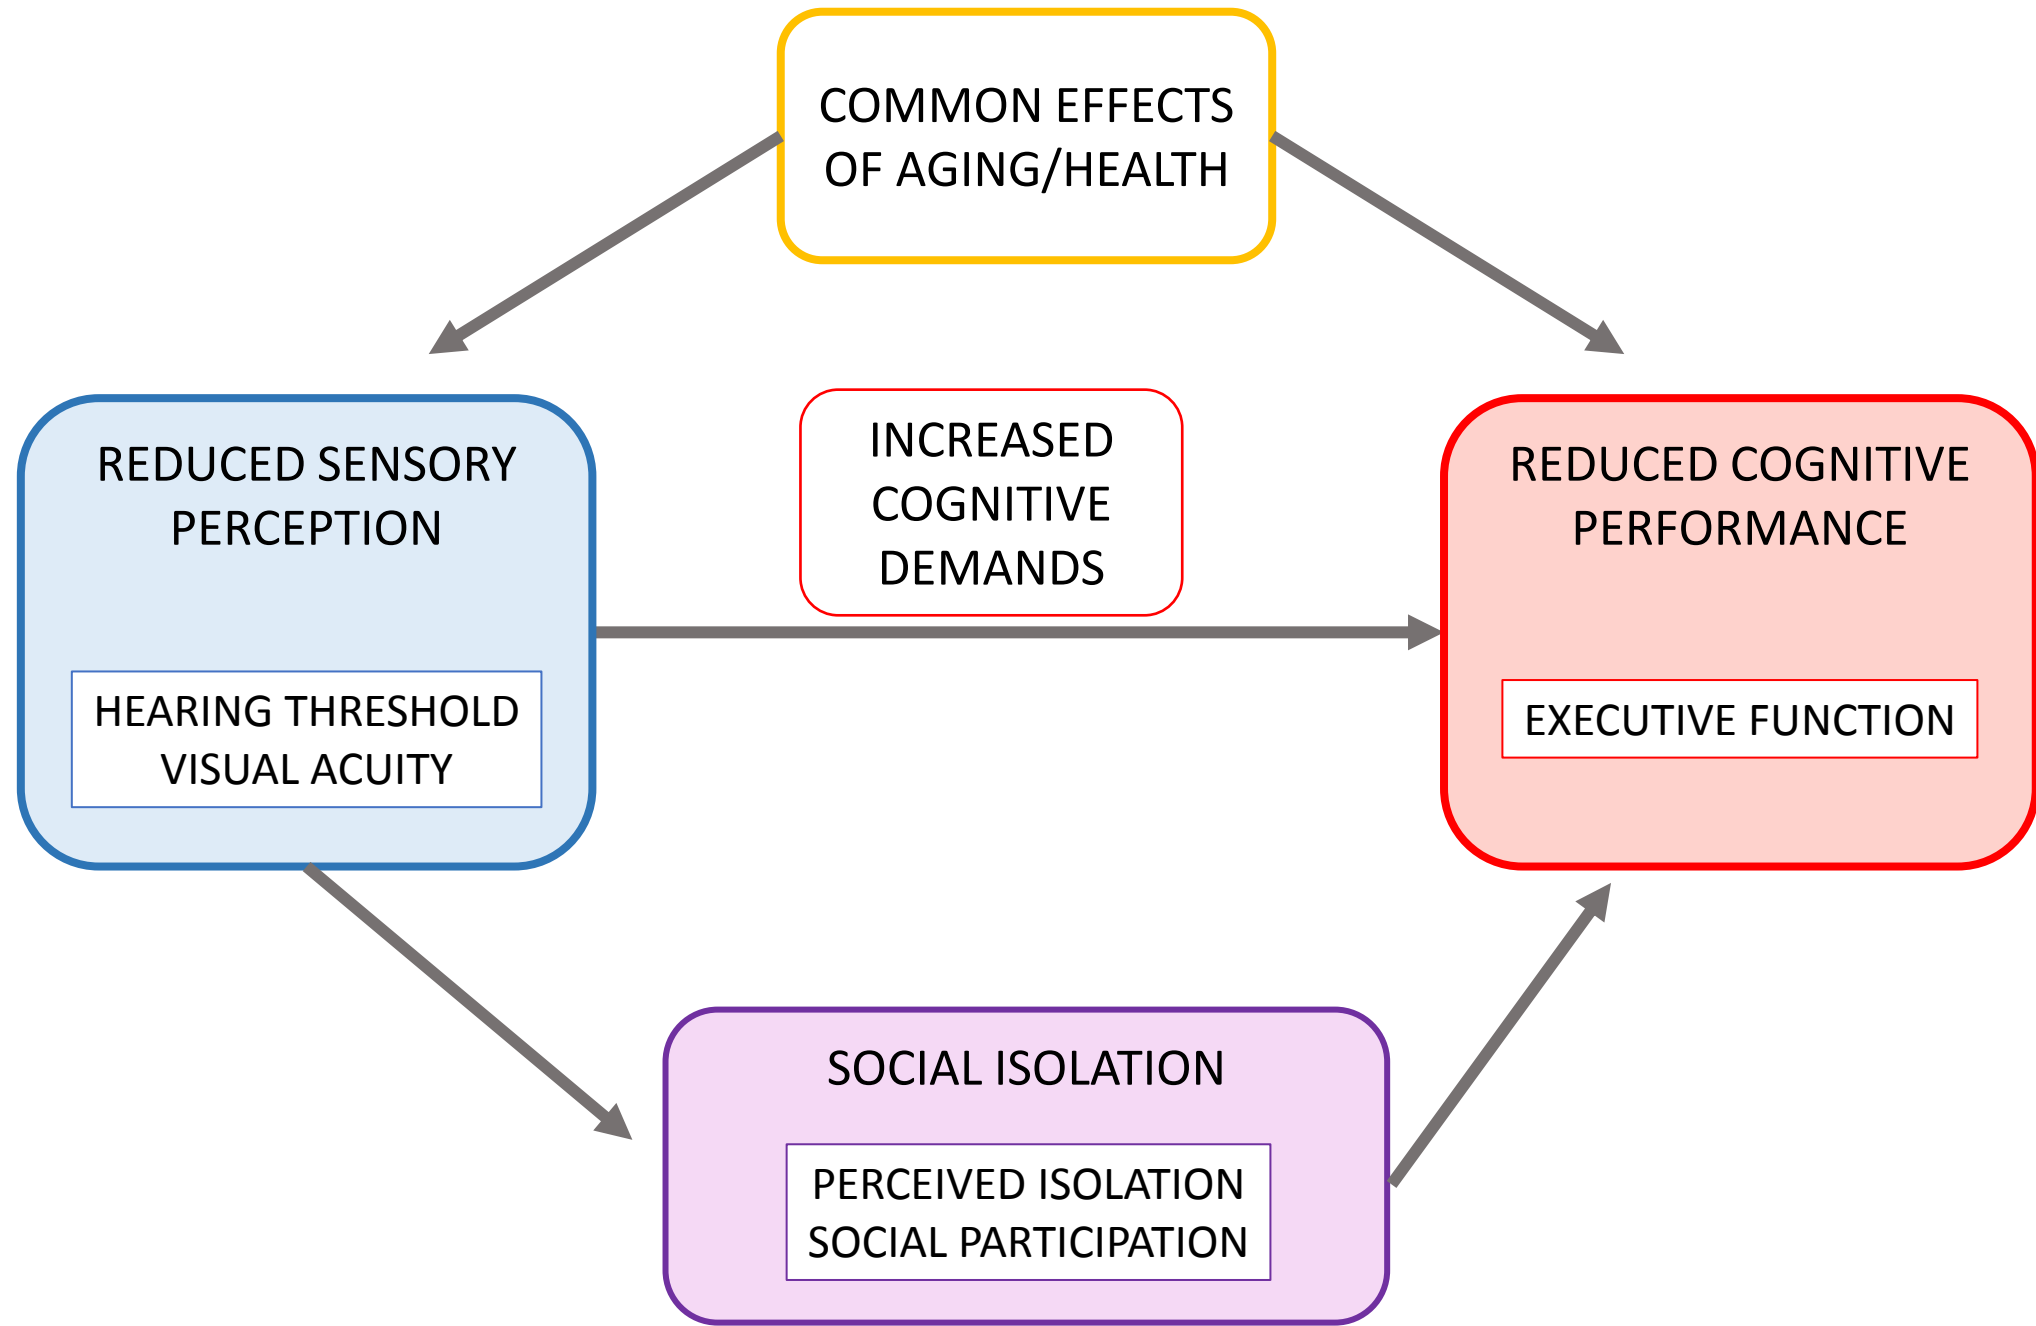 COMMON EFFECTS
OF AGING/HEALTH
REDUCED SENSORY
PERCEPTION
HEARING THRESHOLD
VISUAL ACUITY
INCREASED
COGNITIVE
DEMANDS
REDUCED COGNITIVE
PERFORMANCE
EXECUTIVE FUNCTION
SOCIAL ISOLATION
PERCEIVED ISOLATION
SOCIAL PARTICIPATION